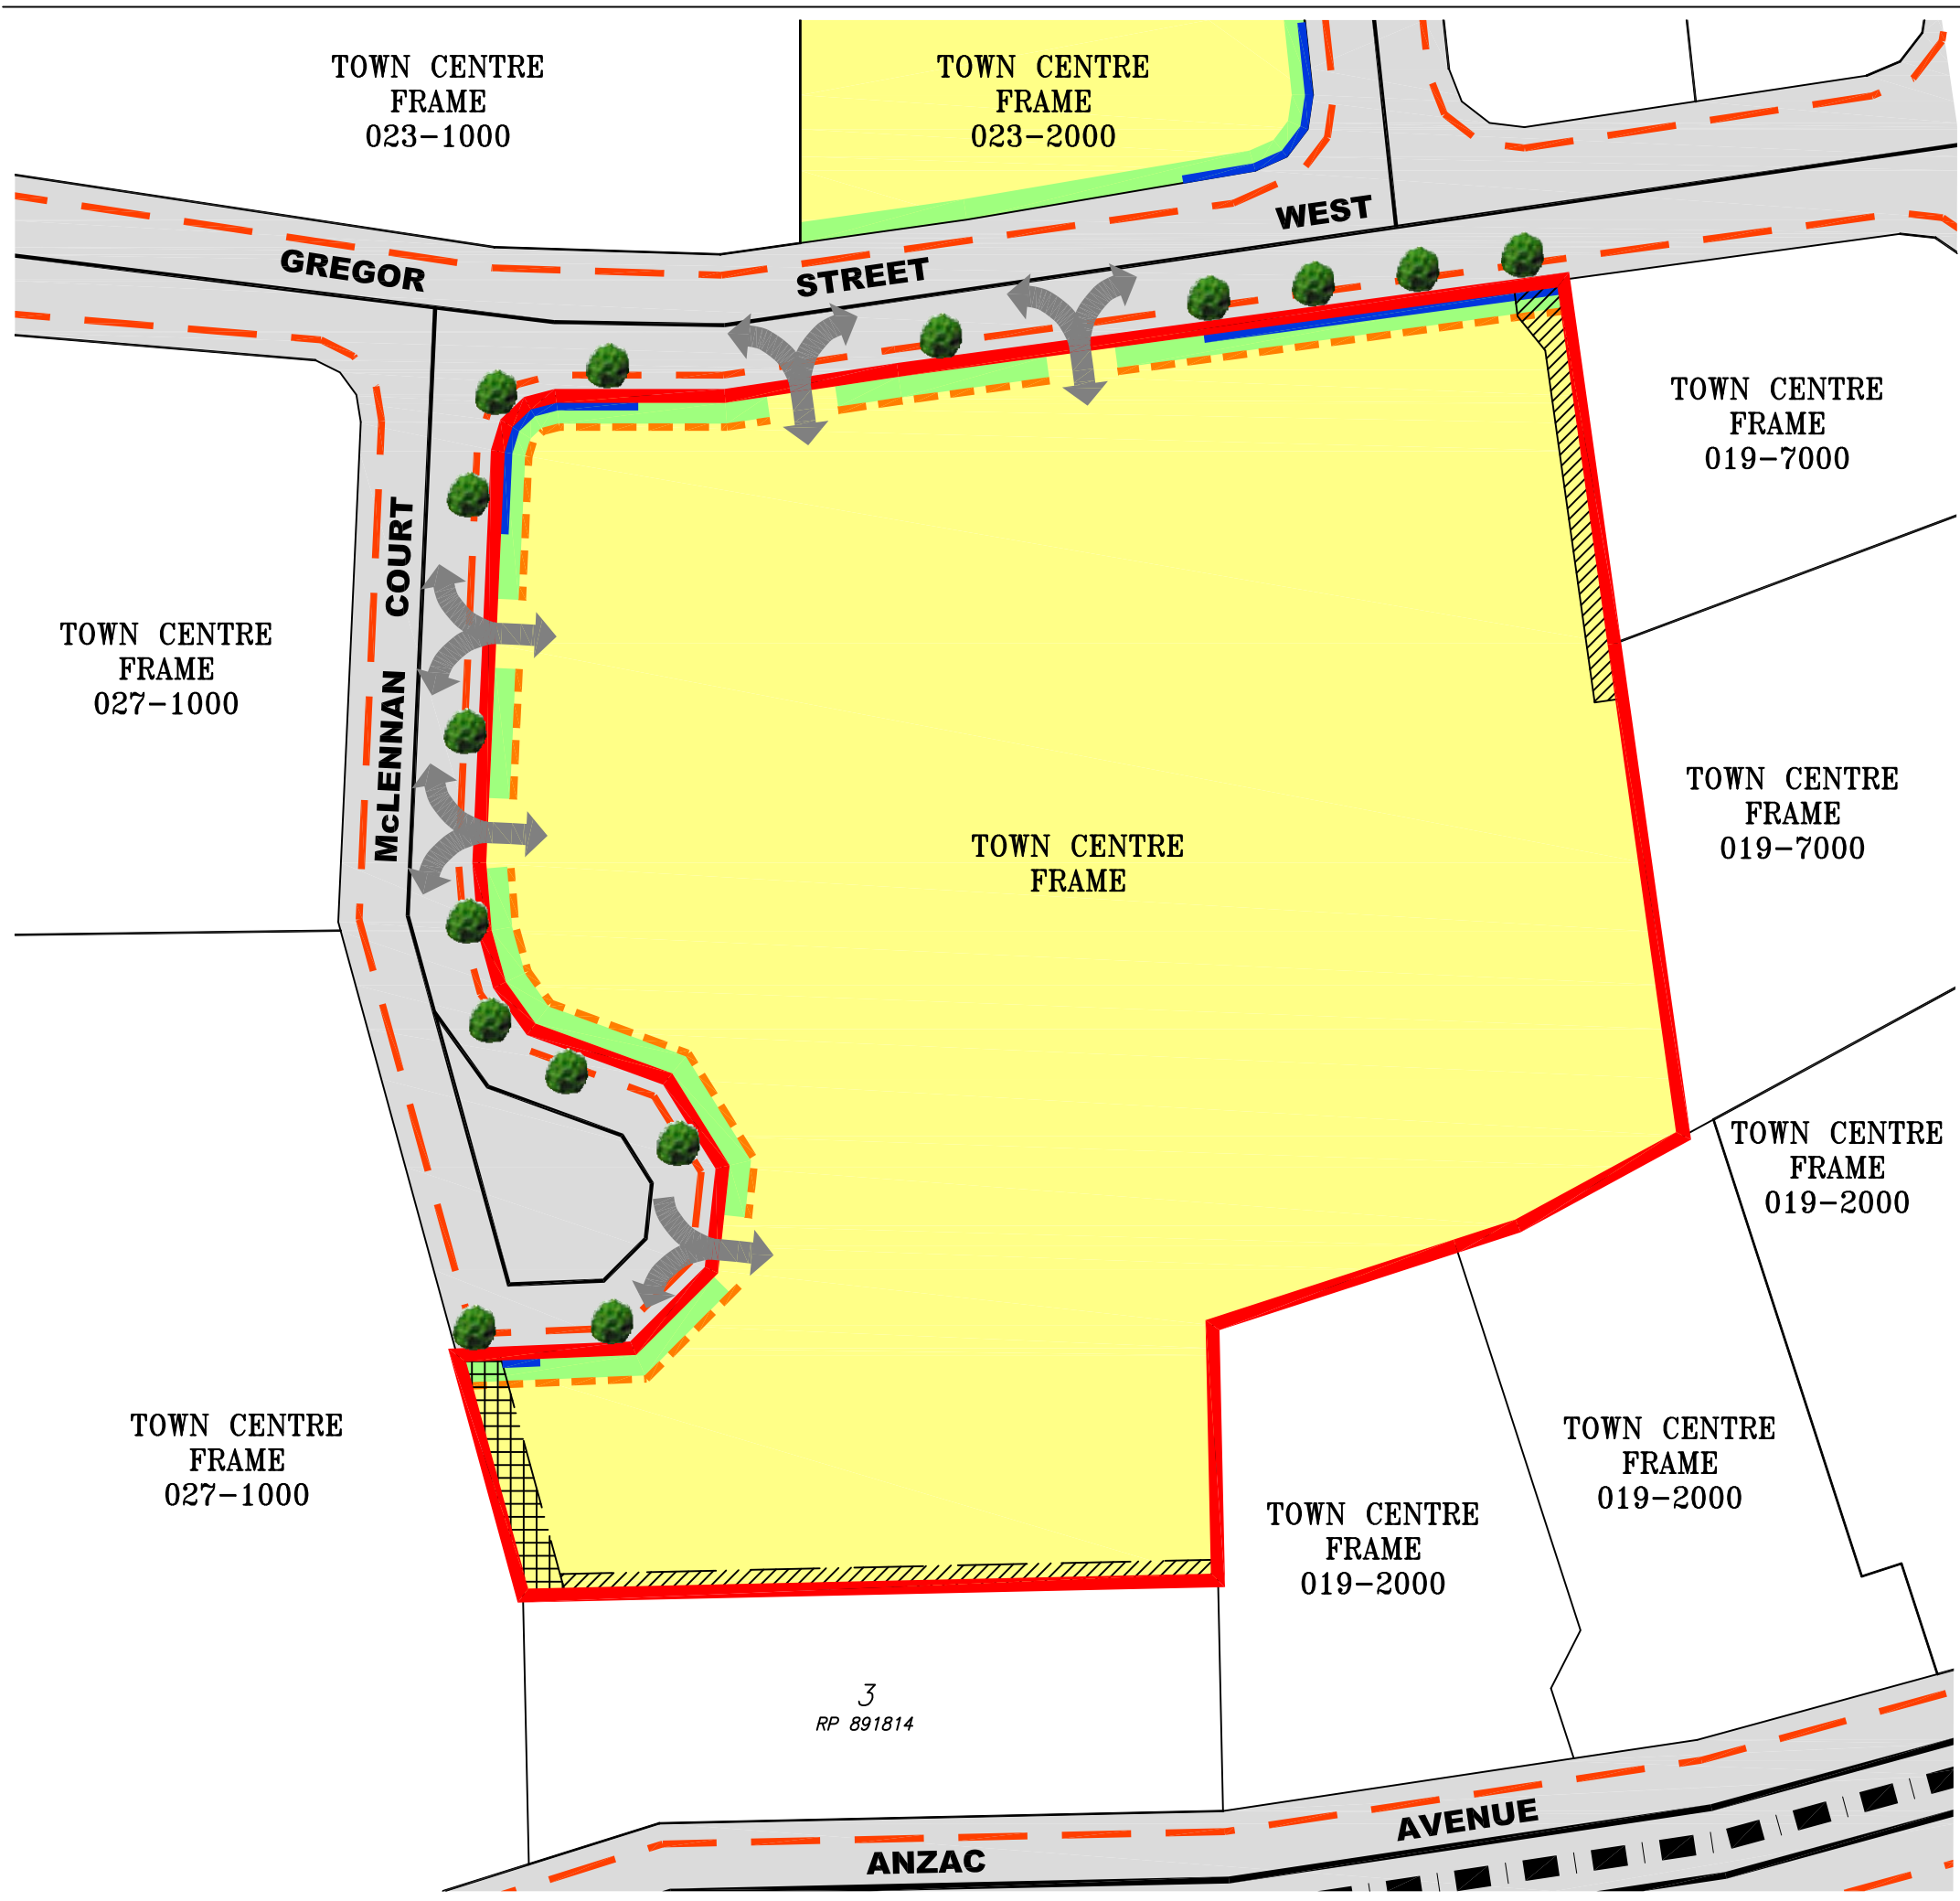 TOWN CENTRE
FRAME
023-1000
TOWN CENTRE
FRAME
023-2000
GREGOR
STREET
WEST
TOWN CENTRE
FRAME
019-7000
McLENNAN COURT
TOWN CENTRE
FRAME
027-1000
TOWN CENTRE
FRAME
TOWN CENTRE
FRAME
019-7000
TOWN CENTRE
FRAME
019-2000
TOWN CENTRE
FRAME
027-1000
TOWN CENTRE
FRAME
019-2000
TOWN CENTRE
FRAME
019-2000
3
RP 891814
ANZAC
AVENUE